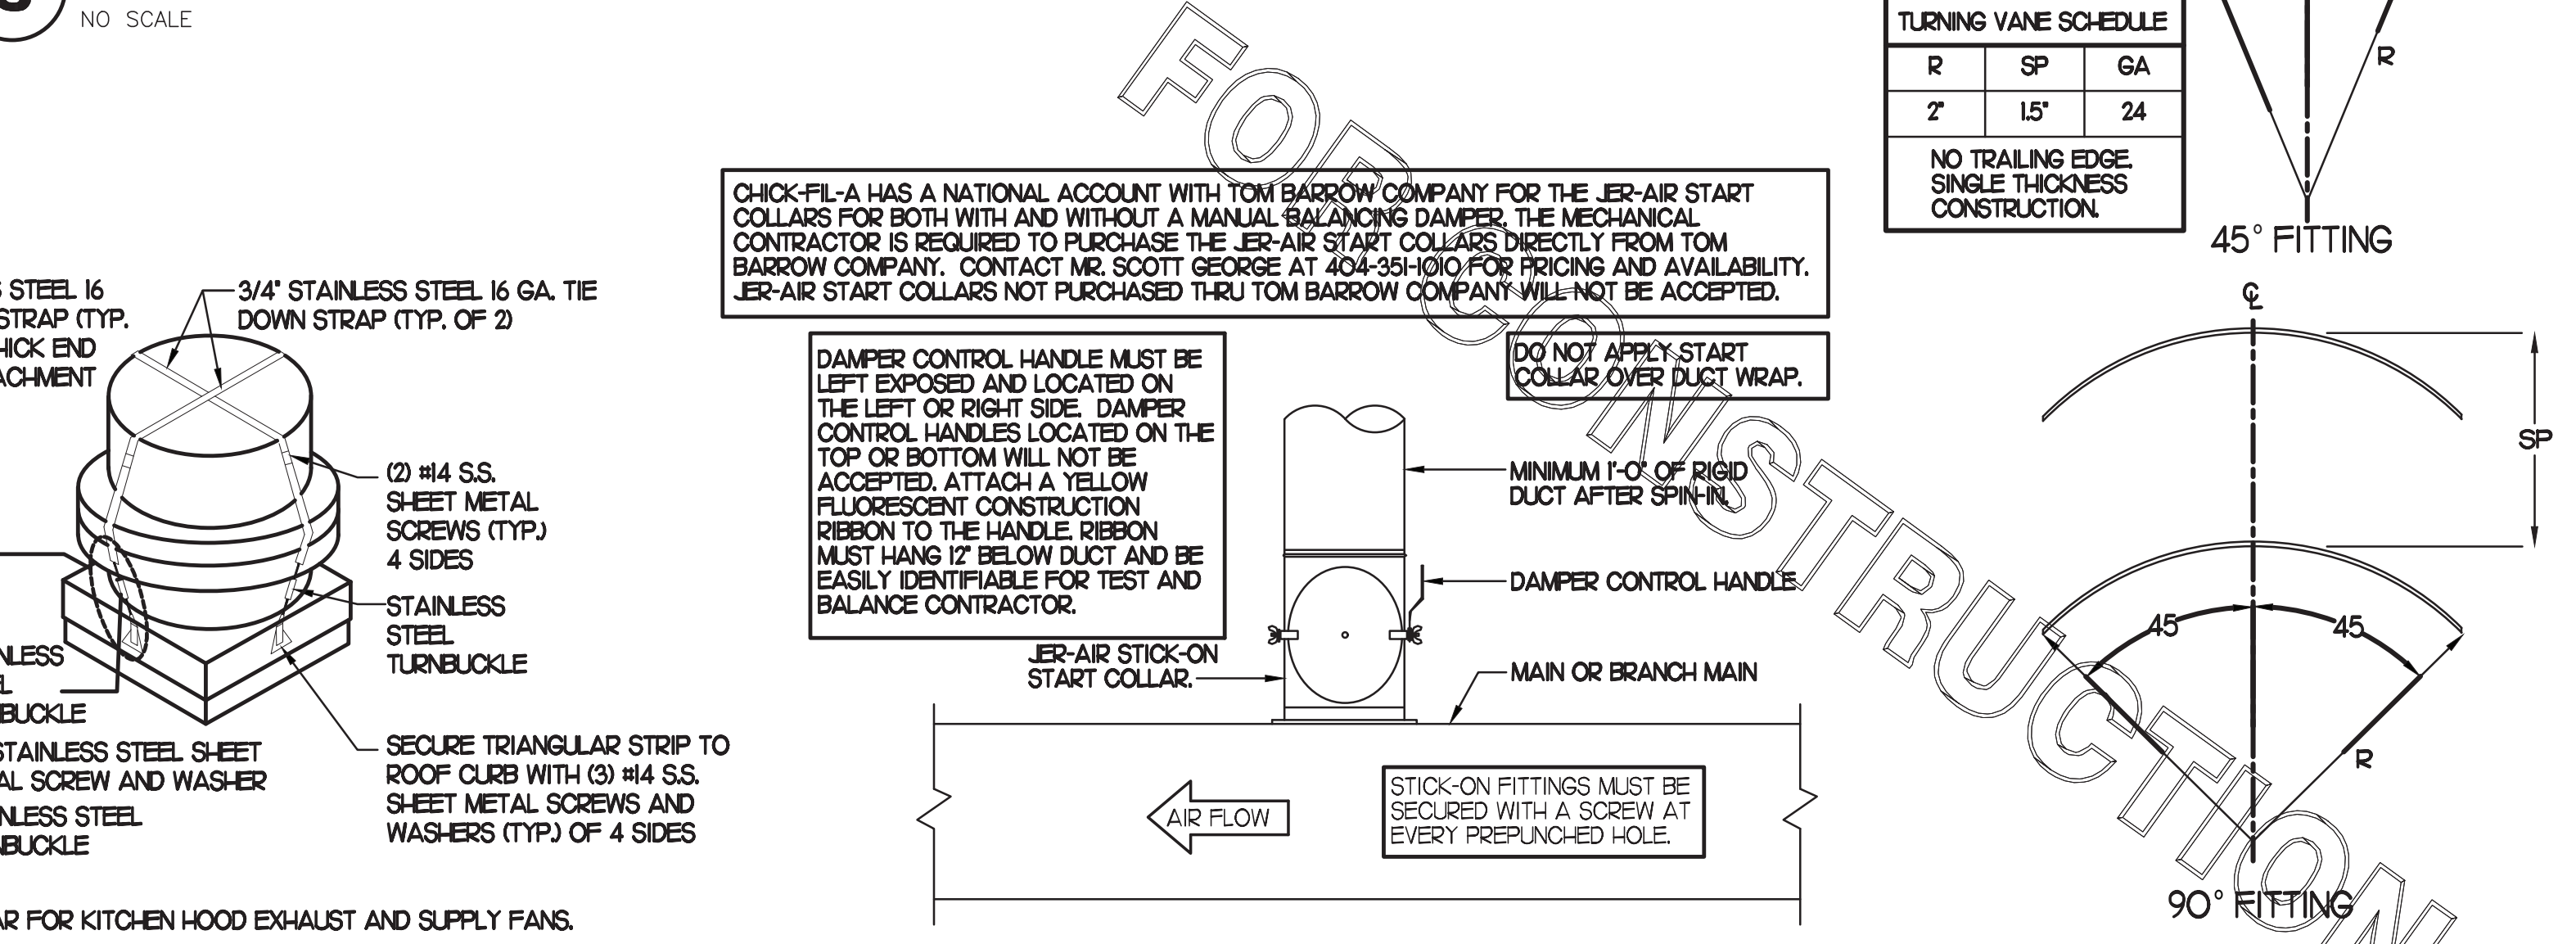 NO SCALE
TURNING VANE SCHEDULE
R SP GA
2" 1.5" 24
NO TRAILING EDGE.
SINGLE THICKNESS
CONSTRUCTION.
R
45° FITTING
CHICK-FIL-A HAS A NATIONAL ACCOUNT WITH TOM BARROW COMPANY FOR THE JER-AIR START
COLLARS FOR BOTH WITH AND WITHOUT A MANUAL BALANCING DAMPER. THE MECHANICAL
CONTRACTOR IS REQUIRED TO PURCHASE THE JER-AIR START COLLARS DIRECTLY FROM TOM
BARROW COMPANY. CONTACT MR. SCOTT GEORGE AT 404-351-1010 FOR PRICING AND AVAILABILITY.
JER-AIR START COLLARS NOT PURCHASED THRU TOM BARROW COMPANY WILL NOT BE ACCEPTED.
STEEL 16
STRAP (TYP.
END
3/4" STAINLESS STEEL 16 GA. TIE
DOWN STRAP (TYP. OF 2)
(2) #14 S.S.
SHEET METAL
SCREWS (TYP.)
4 SIDES
STAINLESS
STEEL
TURNBUCKLE
SECURE TRIANGULAR STRIP TO
ROOF CURB WITH (3) #14 S.S.
SHEET METAL SCREWS AND
WASHERS (TYP.) OF 4 SIDES
STAINLESS STEEL SHEET
SCREW AND WASHER
STEEL
FOR KITCHEN HOOD EXHAUST AND SUPPLY FANS.
DAMPER CONTROL HANDLE MUST BE
LEFT EXPOSED AND LOCATED ON
THE LEFT OR RIGHT SIDE. DAMPER
CONTROL HANDLES LOCATED ON THE
TOP OR BOTTOM WILL NOT BE
ACCEPTED. ATTACH A YELLOW
FLUORESCENT CONSTRUCTION
RIBBON TO THE HANDLE. RIBBON
MUST HANG 12" BELOW DUCT AND BE
EASILY IDENTIFIABLE FOR TEST AND
BALANCE CONTRACTOR.
DO NOT APPLY START
COLLAR OVER DUCT WRAP.
MINIMUM 1'-0" OF RIGID
DUCT AFTER SPIN-IN.
DAMPER CONTROL HANDLE
JER-AIR STICK-ON
START COLLAR.
MAIN OR BRANCH MAIN
AIR FLOW
STICK-ON FITTINGS MUST BE
SECURED WITH A SCREW AT
EVERY PREPUNCHED HOLE.
℄
SP
45 45
R
90° FITTING
FOR CONSTRUCTION